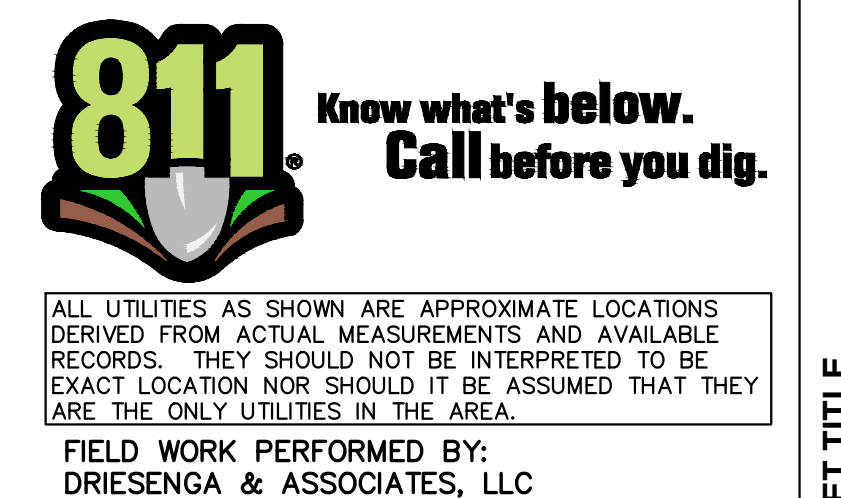 811®
Know what's below.
Call before you dig.
ALL UTILITIES AS SHOWN ARE APPROXIMATE LOCATIONS
DERIVED FROM ACTUAL MEASUREMENTS AND AVAILABLE
RECORDS. THEY SHOULD NOT BE INTERPRETED TO BE
EXACT LOCATION NOR SHOULD IT BE ASSUMED THAT THEY
ARE THE ONLY UTILITIES IN THE AREA.
FIELD WORK PERFORMED BY:
DRIESENGA & ASSOCIATES, LLC
TITLE